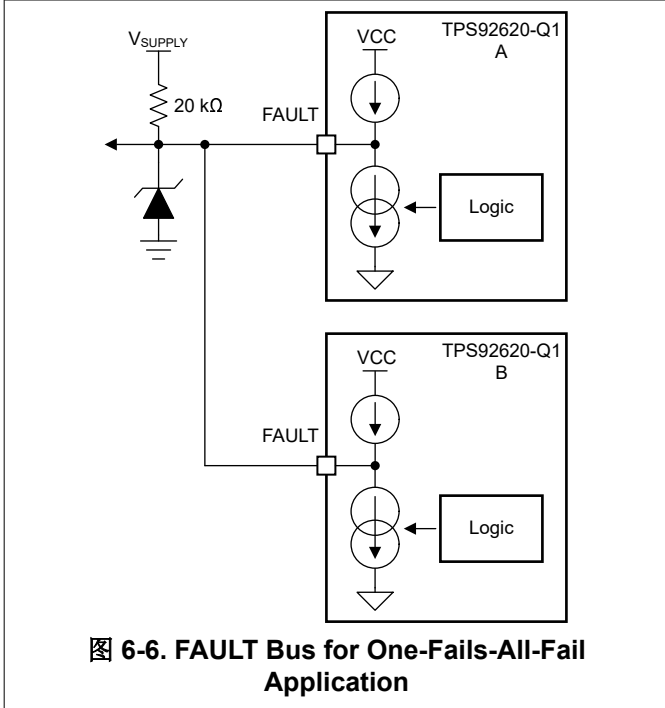 V_SUPPLY
20 kΩ
FAULT
VCC
TPS92620-Q1
A
Logic
FAULT
VCC
TPS92620-Q1
B
Logic
图 6-6. FAULT Bus for One-Fails-All-Fail
Application